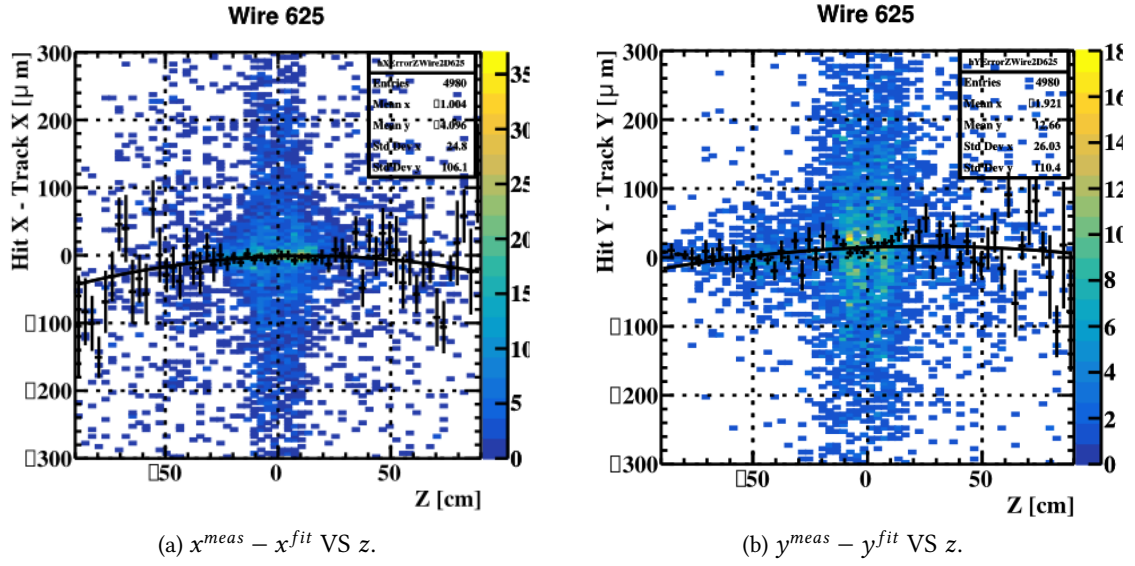 Wire 625
Hit X - Track X [μ m]
300
200
100
0
▯100
▯200
▯300
▯50
0
50
Z [cm]
hXErrorZWire2D625
Entries 4980
Mean x ▯1.004
Mean y ▯4.096
Std Dev x 24.8
Std Dev y 106.1
35
30
25
20
15
10
5
0
(a) x^meas − x^fit VS z.
Wire 625
Hit Y - Track Y [μ m]
300
200
100
0
▯100
▯200
▯300
▯50
0
50
Z [cm]
hYErrorZWire2D625
Entries 4980
Mean x ▯1.921
Mean y 12.66
Std Dev x 26.03
Std Dev y 110.4
18
16
14
12
10
8
6
4
2
0
(b) y^meas − y^fit VS z.